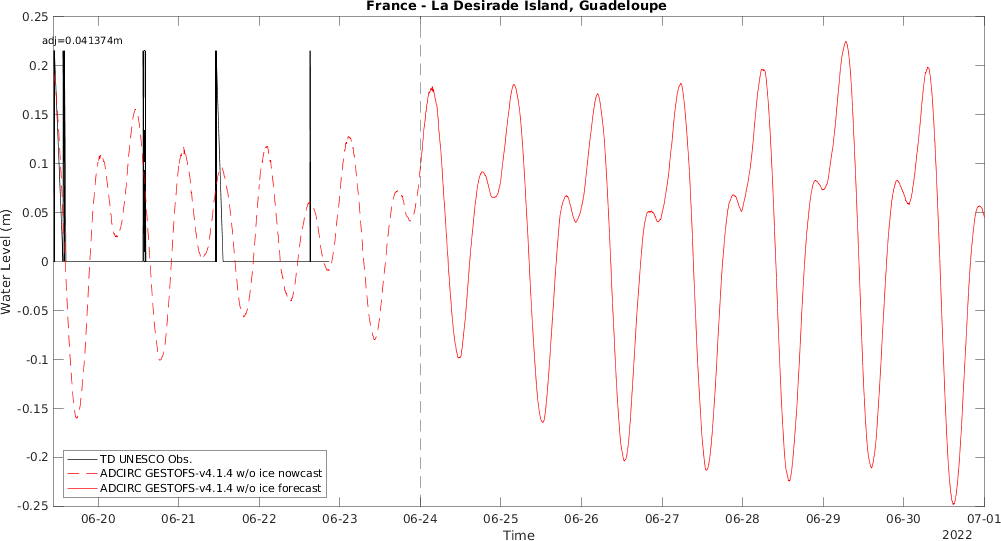 France - La Desirade Island, Guadeloupe
adj=0.041374m
0.25
0.2
0.15
0.1
0.05
0
-0.05
-0.1
-0.15
-0.2
-0.25
Water Level (m)
TD UNESCO Obs.
ADCIRC GESTOFS-v4.1.4 w/o ice nowcast
ADCIRC GESTOFS-v4.1.4 w/o ice forecast
06-20 06-21 06-22 06-23 06-24 06-25 06-26 06-27 06-28 06-29 06-30 07-01
Time
2022